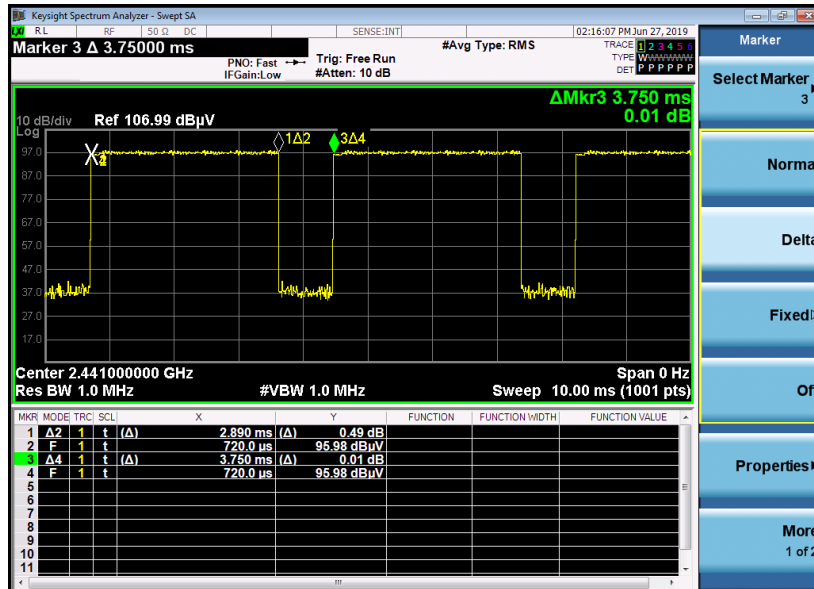 Keysight Spectrum Analyzer - Swept SA
RL RF 50 Ω DC SENSE:INT 02:16:07 PM Jun 27, 2019
Marker 3 Δ 3.75000 ms
PNO: Fast
IFGain:Low
Trig: Free Run
#Atten: 10 dB
#Avg Type: RMS
TRACE 1 2 3 4 5 6
TYPE WWWWWW
DET P P P P P P
ΔMkr3 3.750 ms
0.01 dB
10 dB/div Ref 106.99 dBµV
Log
1Δ2 3Δ4
97.0
87.0
77.0
67.0
57.0
47.0
37.0
27.0
17.0
Center 2.441000000 GHz Span 0 Hz
Res BW 1.0 MHz #VBW 1.0 MHz Sweep 10.00 ms (1001 pts)
MKR MODE TRC SCL X Y FUNCTION FUNCTION WIDTH FUNCTION VALUE
1 Δ2 1 t (Δ) 2.890 ms (Δ) 0.49 dB
2 F 1 t 720.0 µs 95.98 dBµV
3 Δ4 1 t (Δ) 3.750 ms (Δ) 0.01 dB
4 F 1 t 720.0 µs 95.98 dBµV
5
6
7
8
9
10
11
Marker
Select Marker
3
Norma
Delta
Fixed
Of
Properties
More
1 of 2